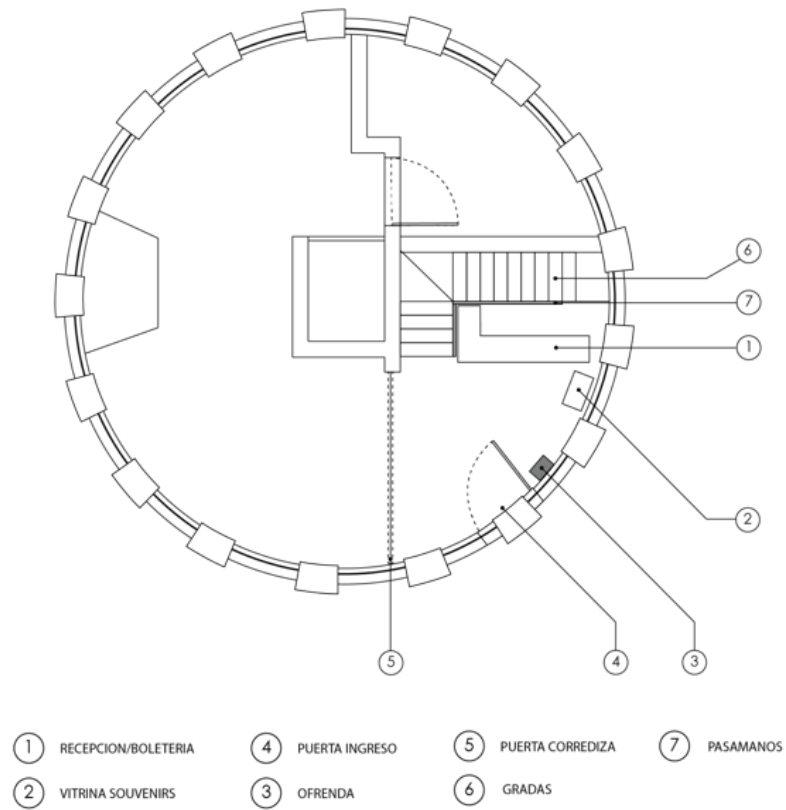 6
7
1
2
5
4
3
1 RECEPCION/BOLETERIA
4 PUERTA INGRESO
5 PUERTA CORREDIZA
7 PASAMANOS
2 VITRINA SOUVENIRS
3 OFRENDA
6 GRADAS